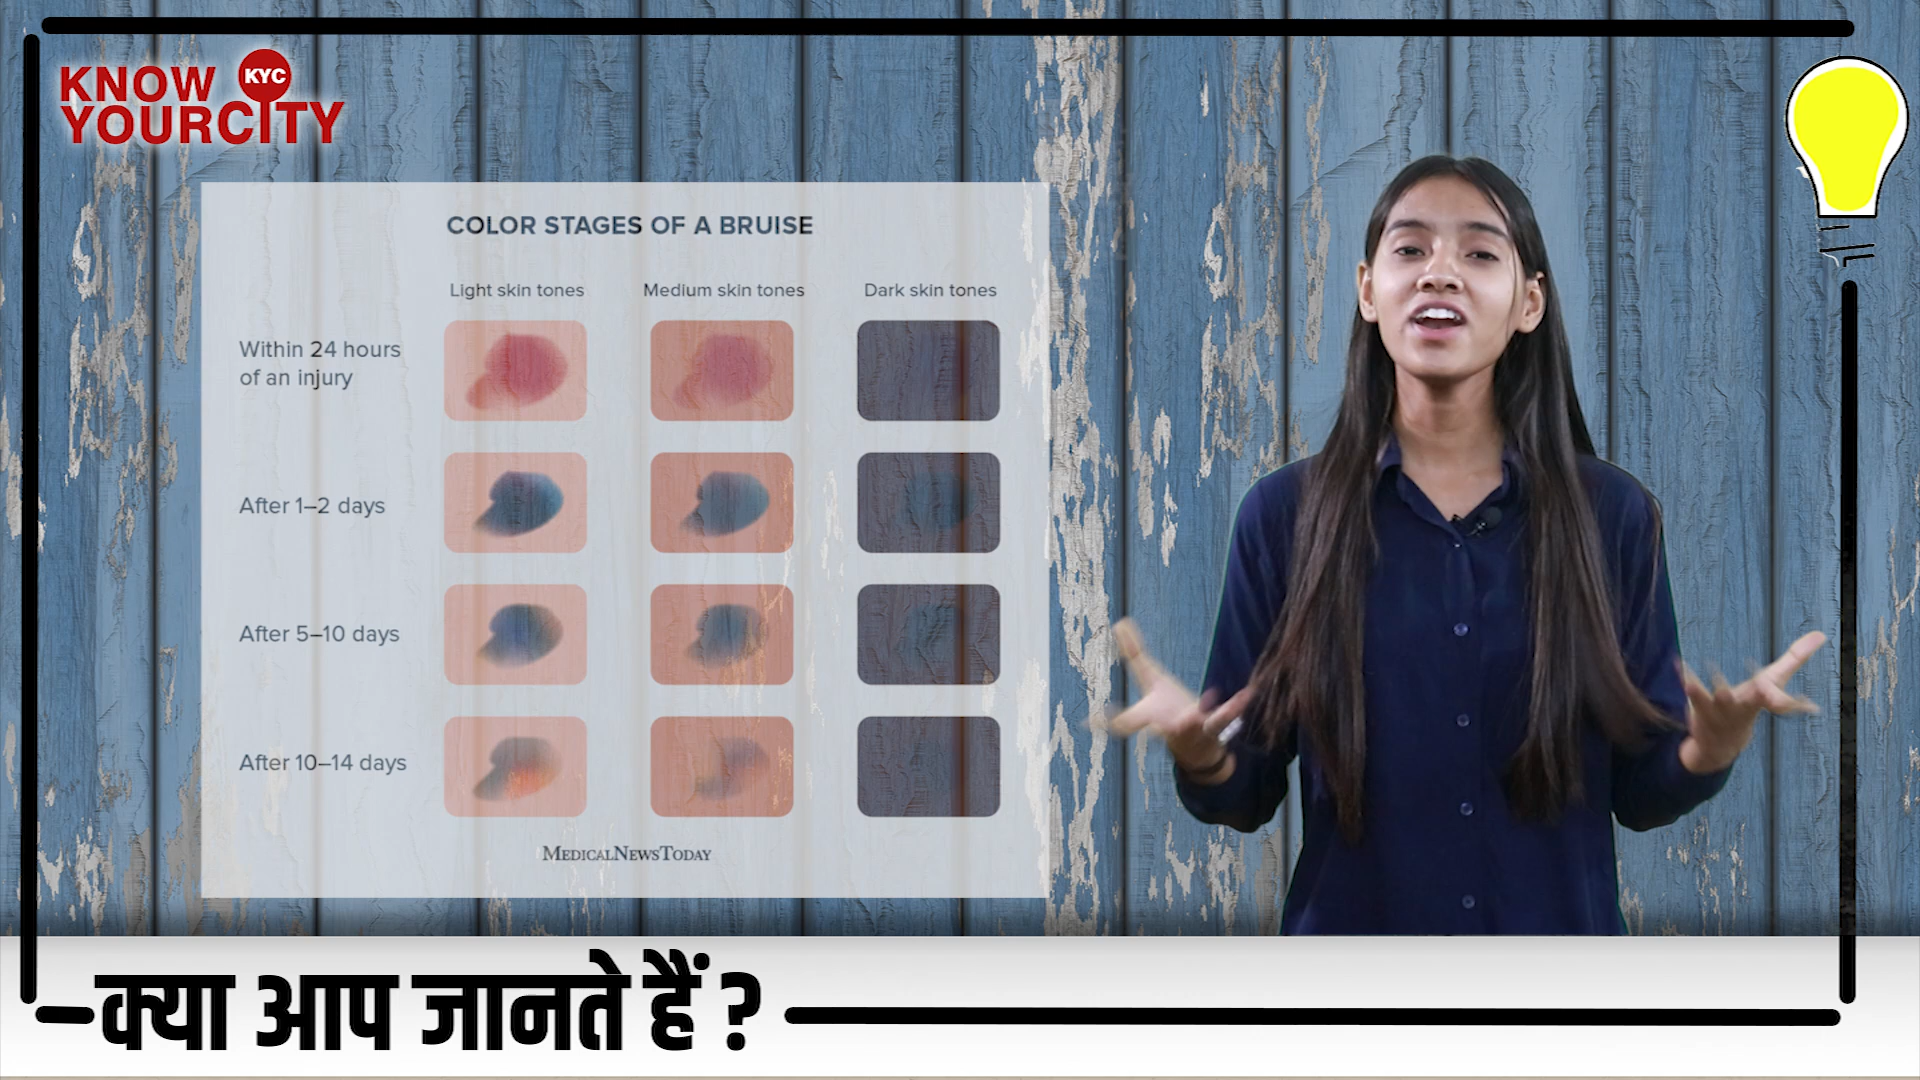 KNOW KYC
YOURCITY
COLOR STAGES OF A BRUISE
Light skin tones Medium skin tones Dark skin tones
Within 24 hours
of an injury
After 1–2 days
After 5–10 days
After 10–14 days
MEDICALNEWSTODAY
क्या आप जानते हैं ?